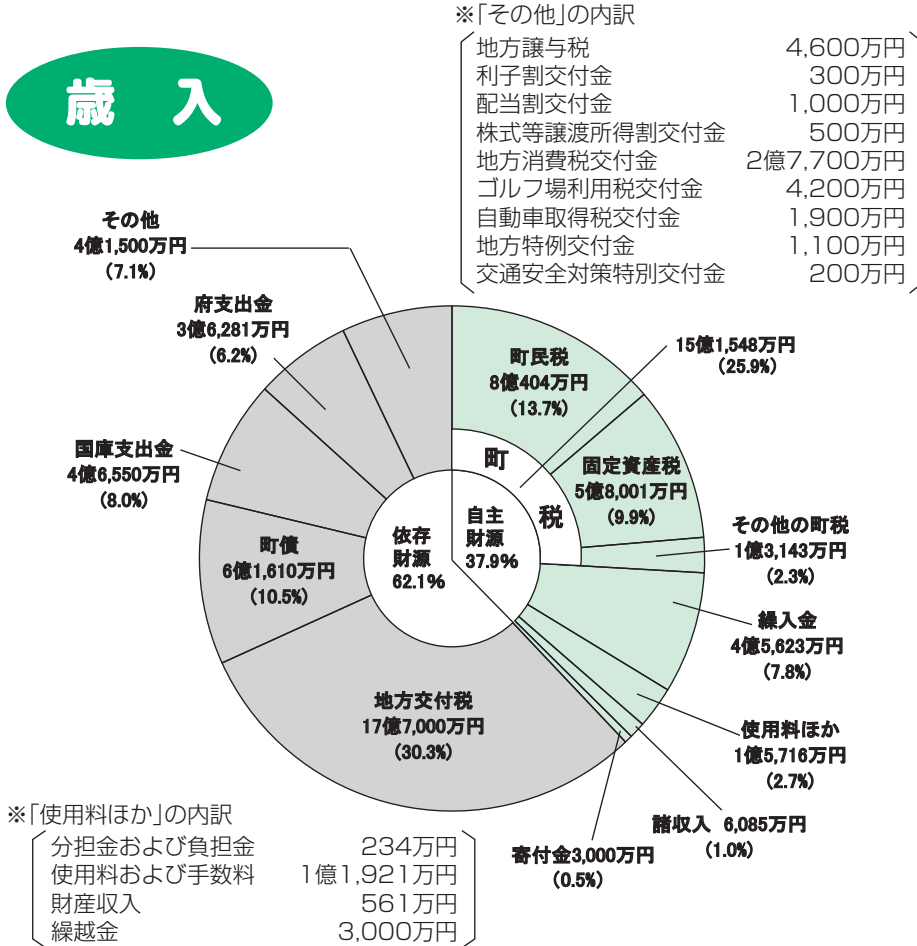 歳入
※「その他」の内訳
地方譲与税 4,600万円
利子割交付金 300万円
配当割交付金 1,000万円
株式等譲渡所得割交付金 500万円
地方消費税交付金 2億7,700万円
ゴルフ場利用税交付金 4,200万円
自動車取得税交付金 1,900万円
地方特例交付金 1,100万円
交通安全対策特別交付金 200万円
その他
4億1,500万円
(7.1%)
府支出金
3億6,281万円
(6.2%)
国庫支出金
4億6,550万円
(8.0%)
町債
6億1,610万円
(10.5%)
地方交付税
17億7,000万円
(30.3%)
依存
財源
62.1%
自主
財源
37.9%
町税
15億1,548万円
(25.9%)
町民税
8億404万円
(13.7%)
固定資産税
5億8,001万円
(9.9%)
その他の町税
1億3,143万円
(2.3%)
繰入金
4億5,623万円
(7.8%)
使用料ほか
1億5,716万円
(2.7%)
諸収入 6,085万円
(1.0%)
寄付金3,000万円
(0.5%)
※「使用料ほか」の内訳
分担金および負担金 234万円
使用料および手数料 1億1,921万円
財産収入 561万円
繰越金 3,000万円